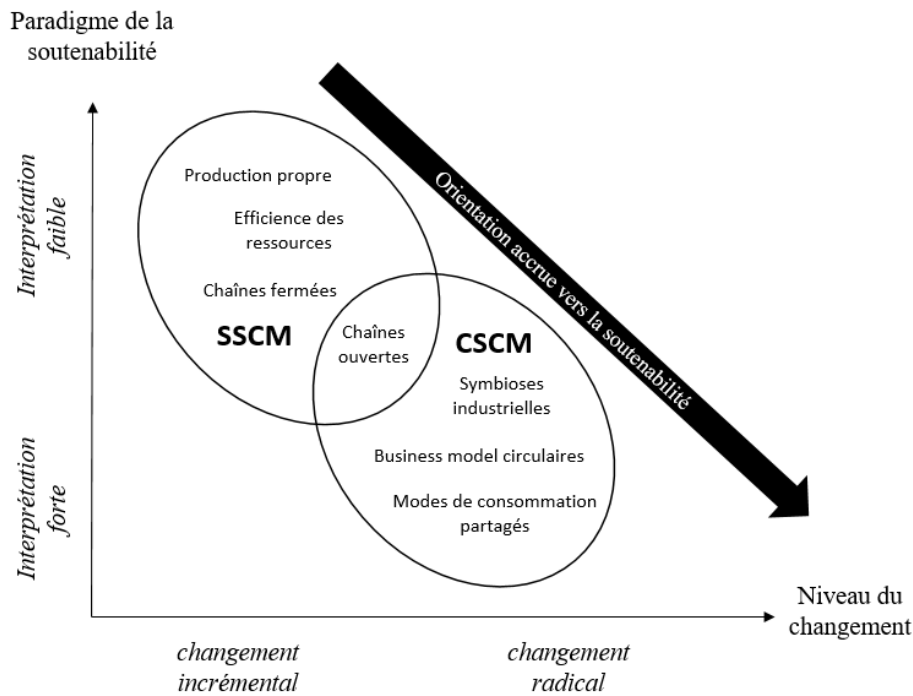 Paradigme de la
soutenabilité
Interprétation
faible
Interprétation
forte
Production propre
Efficience des
ressources
Chaînes fermées
SSCM
Chaînes
ouvertes
CSCM
Symbioses
industrielles
Business model circulaires
Modes de consommation
partagés
Orientation accrue vers la soutenabilité
Niveau du
changement
changement
incrémental
changement
radical